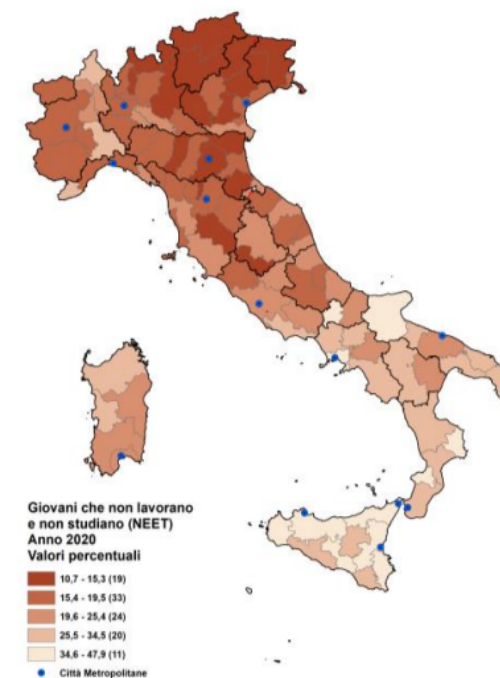 Giovani che non lavorano
e non studiano (NEET)
Anno 2020
Valori percentuali
10,7 - 15,3 (19)
15,4 - 19,5 (33)
19,6 - 25,4 (24)
25,5 - 34,5 (20)
34,6 - 47,9 (11)
Città Metropolitane